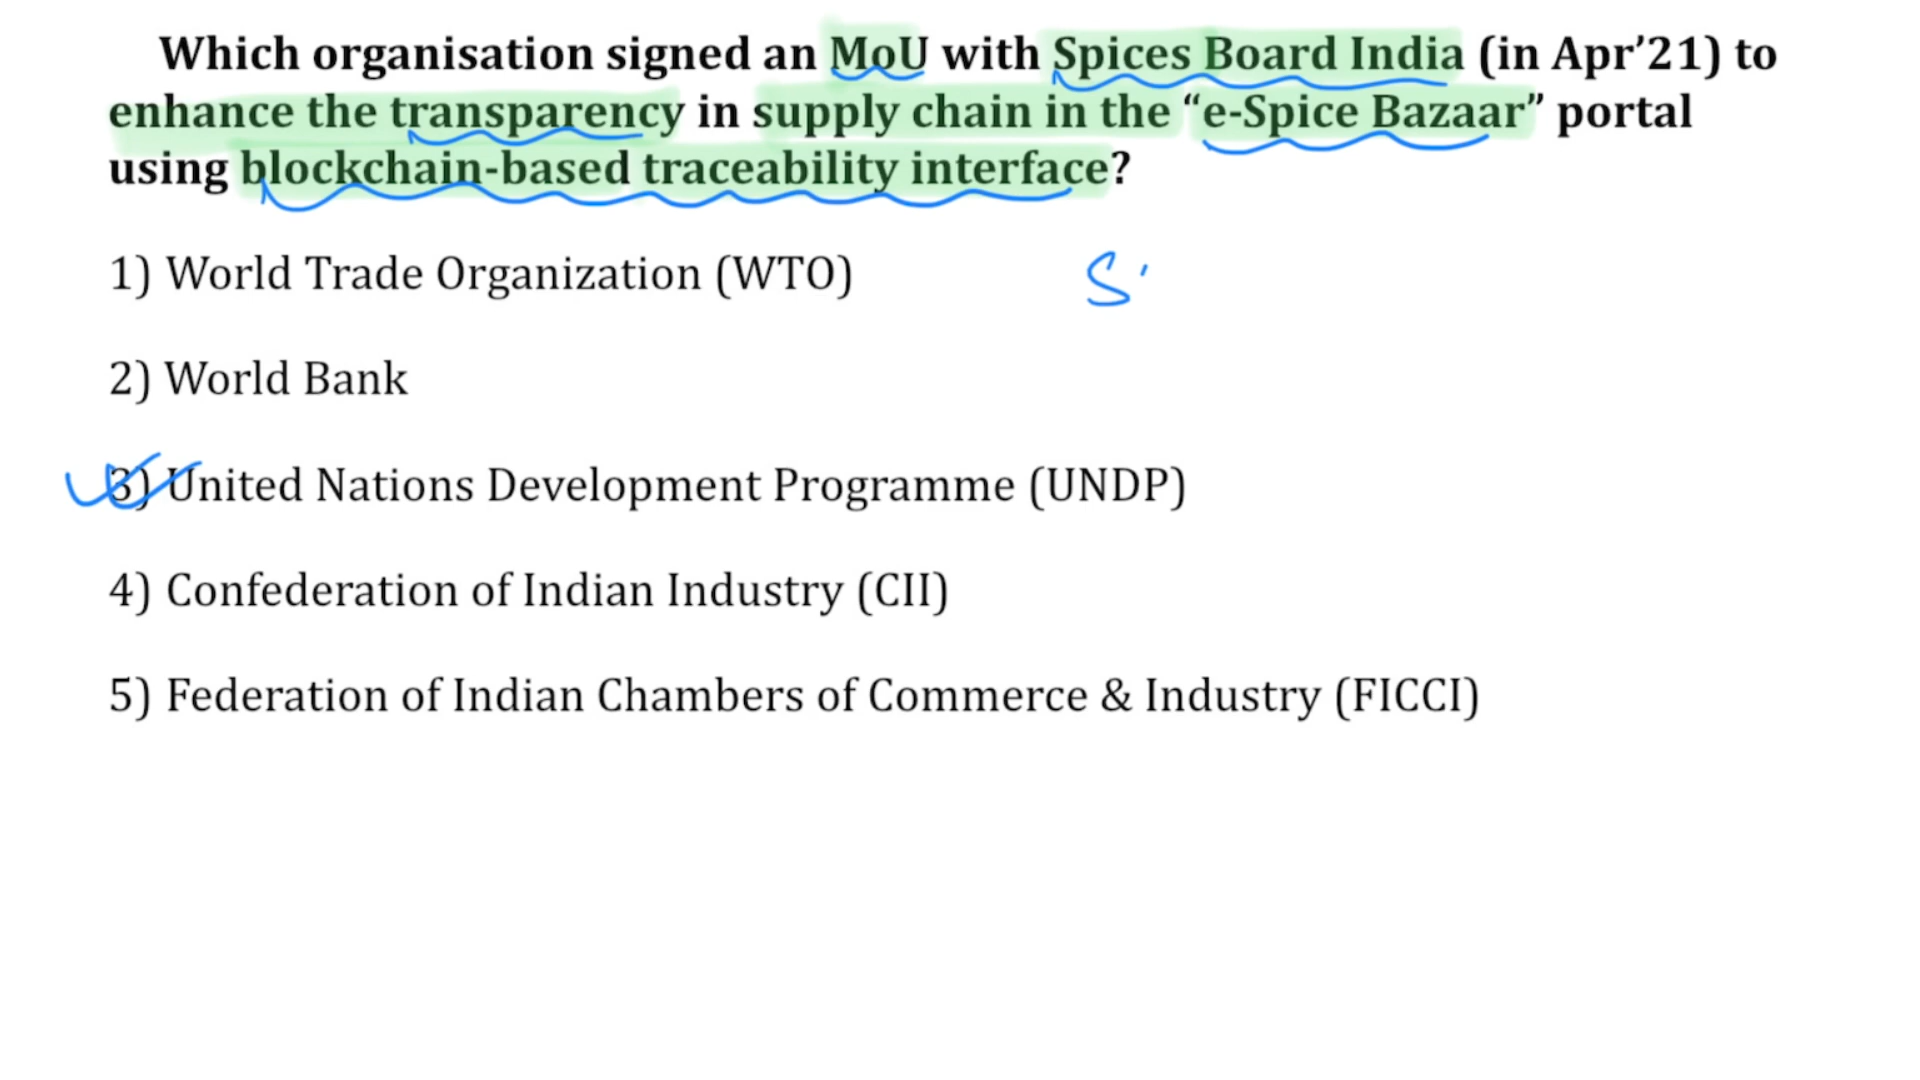 Which organisation signed an MoU with Spices Board India (in Apr’21) to
enhance the transparency in supply chain in the “e-Spice Bazaar” portal
using blockchain-based traceability interface?
1) World Trade Organization (WTO)
S
2) World Bank
3) United Nations Development Programme (UNDP)
4) Confederation of Indian Industry (CII)
5) Federation of Indian Chambers of Commerce & Industry (FICCI)